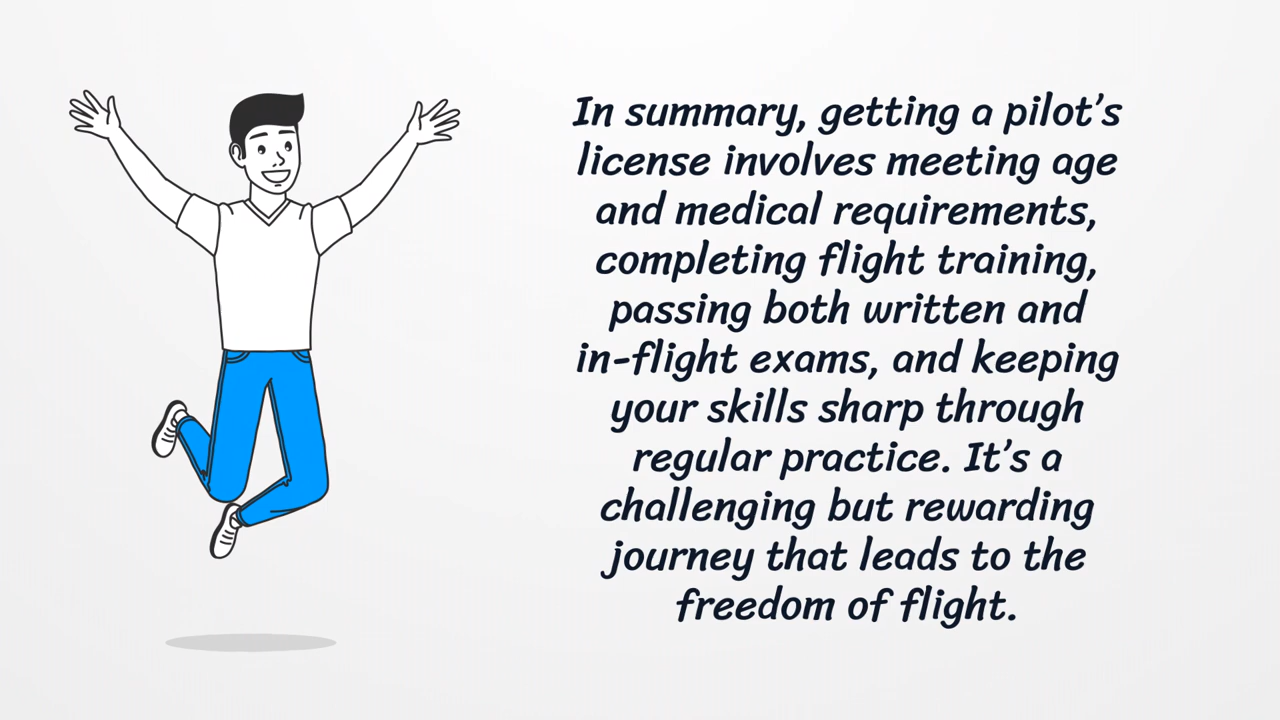 In summary, getting a pilot’s
license involves meeting age
and medical requirements,
completing flight training,
passing both written and
in-flight exams, and keeping
your skills sharp through
regular practice. It’s a
challenging but rewarding
journey that leads to the
freedom of flight.